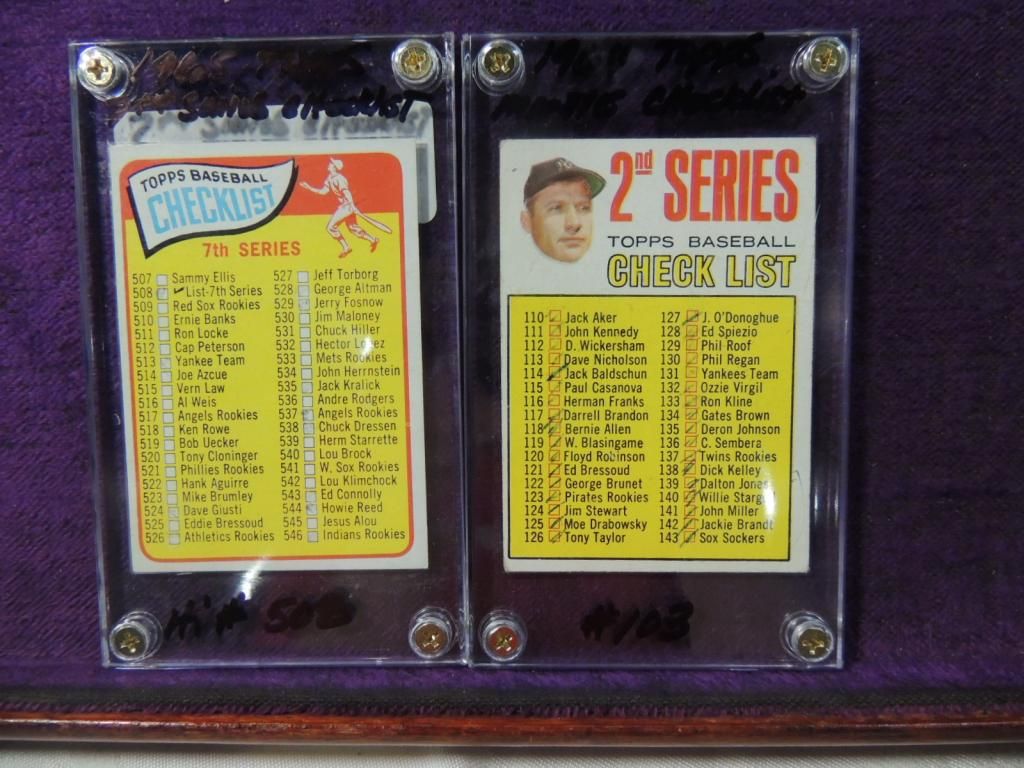 1965 TOPPS
SERIES CHECKLIST
TOPPS BASEBALL
CHECKLIST
7th SERIES
507 Sammy Ellis
508 List-7th Series
509 Red Sox Rookies
510 Ernie Banks
511 Ron Locke
512 Cap Peterson
513 Yankee Team
514 Joe Azcue
515 Vern Law
516 Al Weis
517 Angels Rookies
518 Ken Rowe
519 Bob Uecker
520 Tony Cloninger
521 Phillies Rookies
522 Hank Aguirre
523 Mike Brumley
524 Dave Giusti
525 Eddie Bressoud
526 Athletics Rookies
527 Jeff Torborg
528 George Altman
529 Jerry Fosnow
530 Jim Maloney
531 Chuck Hiller
532 Hector Lopez
533 Mets Rookies
534 John Herrnstein
535 Jack Kralick
536 Andre Rodgers
537 Angels Rookies
538 Chuck Dressen
539 Herm Starrette
540 Lou Brock
541 W. Sox Rookies
542 Lou Klimchock
543 Ed Connolly
544 Howie Reed
545 Jesus Alou
546 Indians Rookies
Hi # 508
TOPPS
MANTLE CHECKLIST
2nd SERIES
TOPPS BASEBALL
CHECK LIST
110 Jack Aker
111 John Kennedy
112 D. Wickersham
113 Dave Nicholson
114 Jack Baldschun
115 Paul Casanova
116 Herman Franks
117 Darrell Brandon
118 Bernie Allen
119 W. Blasingame
120 Floyd Robinson
121 Ed Bressoud
122 George Brunet
123 Pirates Rookies
124 Jim Stewart
125 Moe Drabowsky
126 Tony Taylor
127 J. O'Donoghue
128 Ed Spiezio
129 Phil Roof
130 Phil Regan
131 Yankees Team
132 Ozzie Virgil
133 Ron Kline
134 Gates Brown
135 Deron Johnson
136 C. Sembera
137 Twins Rookies
138 Dick Kelley
139 Dalton Jones
140 Willie Stargell
141 John Miller
142 Jackie Brandt
143 Sox Sockers
#103